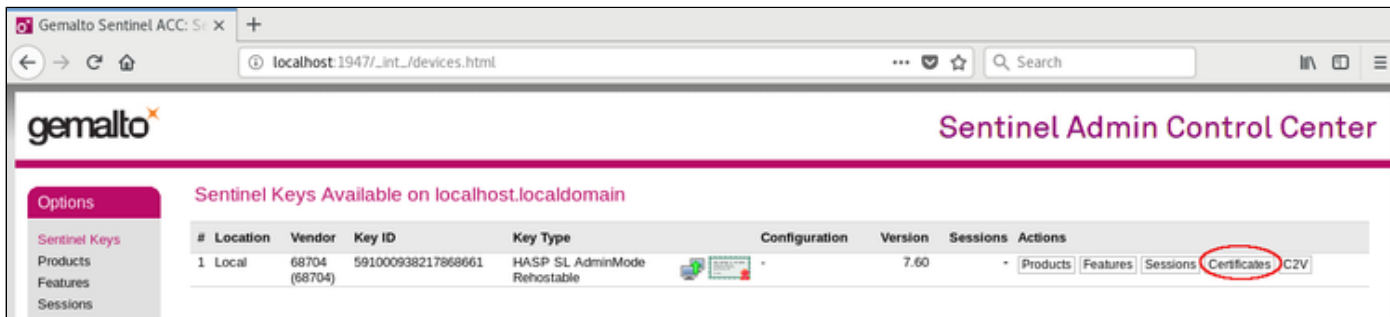 Gemalto Sentinel ACC: Se
localhost:1947/_int_/devices.html
Search
gemalto
Sentinel Admin Control Center
Options
Sentinel Keys Available on localhost.localdomain
Sentinel Keys
Products
Features
Sessions
# Location Vendor Key ID Key Type Configuration Version Sessions Actions
1 Local 68704 591000938217868661 HASP SL AdminMode - 7.60 - Products Features Sessions Certificates C2V
(68704) Rehostable